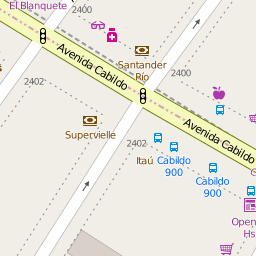 El Blanquete
2400
Avenida Cabildo
Santander
Río
2400
2402
Supervielle
2402
Itaú
Cabildo
900
Avenida Cabildo
Cabildo
900
Open
Hs